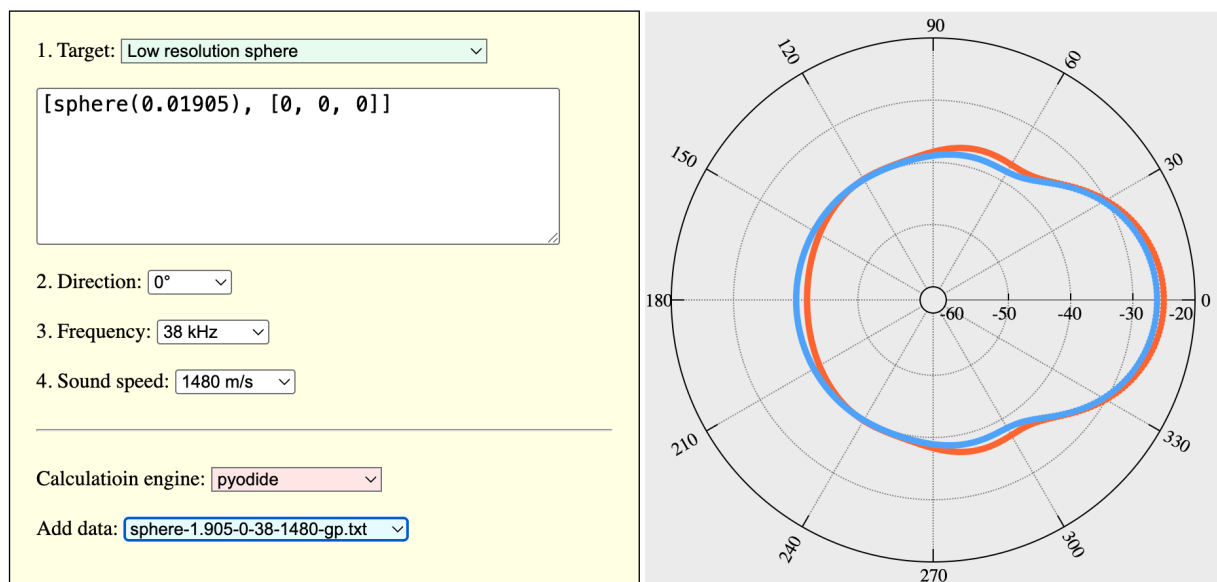 1. Target: Low resolution sphere
[sphere(0.01905), [0, 0, 0]]
2. Direction: 0°
3. Frequency: 38 kHz
4. Sound speed: 1480 m/s
Calculatioin engine: pyodide
Add data: sphere-1.905-0-38-1480-gp.txt
90
120
60
150
30
180
-60
-50
-40
-30
-20
0
210
330
240
300
270